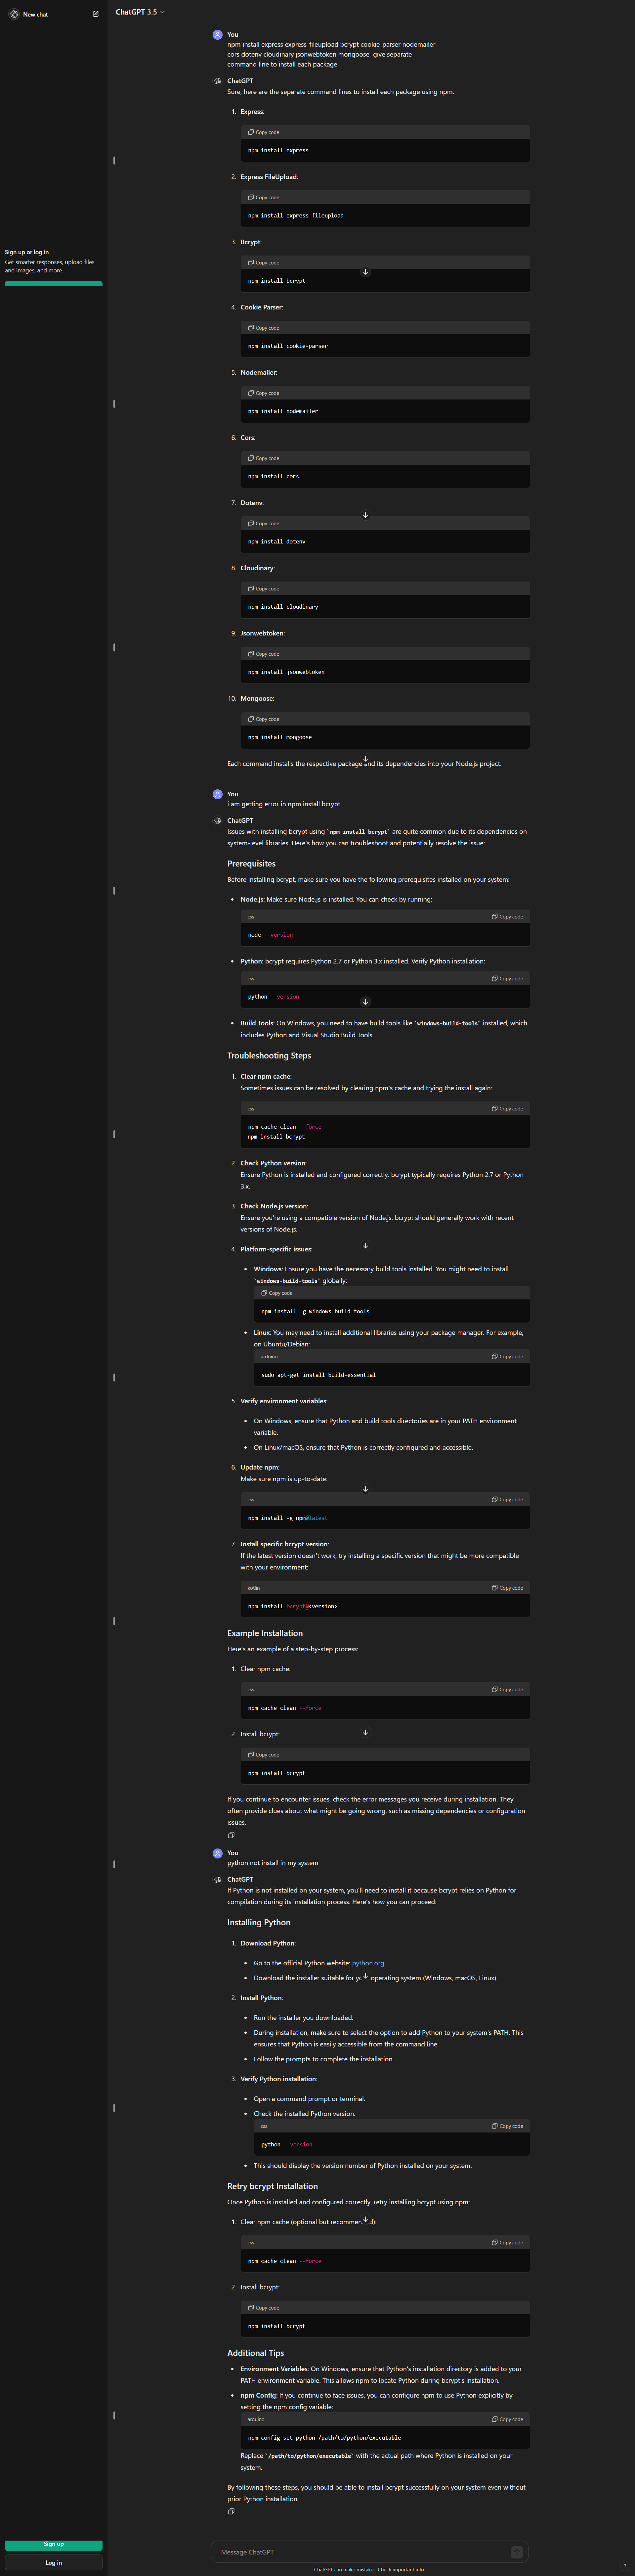 New chat
ChatGPT 3.5
Sign up or log in
Get smarter responses, upload files
and images, and more.
You
npm install express express-fileupload bcrypt cookie-parser nodemailer
cors dotenv cloudinary jsonwebtoken mongoose  give separate
command line to install each package
ChatGPT
Sure, here are the separate command lines to install each package using npm:
1. Express:
Copy code
npm install express
2. Express FileUpload:
Copy code
npm install express-fileupload
3. Bcrypt:
Copy code
npm install bcrypt
4. Cookie Parser:
Copy code
npm install cookie-parser
5. Nodemailer:
Copy code
npm install nodemailer
6. Cors:
Copy code
npm install cors
7. Dotenv:
Copy code
npm install dotenv
8. Cloudinary:
Copy code
npm install cloudinary
9. Jsonwebtoken:
Copy code
npm install jsonwebtoken
10. Mongoose:
Copy code
npm install mongoose
Each command installs the respective package and its dependencies into your Node.js project.
You
i am getting error in npm install bcrypt
ChatGPT
Issues with installing bcrypt using `npm install bcrypt` are quite common due to its dependencies on
system-level libraries. Here's how you can troubleshoot and potentially resolve the issue:
Prerequisites
Before installing bcrypt, make sure you have the following prerequisites installed on your system:
• Node.js: Make sure Node.js is installed. You can check by running:
css Copy code
node --version
• Python: bcrypt requires Python 2.7 or Python 3.x installed. Verify Python installation:
css Copy code
python --version
• Build Tools: On Windows, you need to have build tools like `windows-build-tools` installed, which
includes Python and Visual Studio Build Tools.
Troubleshooting Steps
1. Clear npm cache:
Sometimes issues can be resolved by clearing npm's cache and trying the install again:
css Copy code
npm cache clean --force
npm install bcrypt
2. Check Python version:
Ensure Python is installed and configured correctly. bcrypt typically requires Python 2.7 or Python
3.x.
3. Check Node.js version:
Ensure you're using a compatible version of Node.js. bcrypt should generally work with recent
versions of Node.js.
4. Platform-specific issues:
• Windows: Ensure you have the necessary build tools installed. You might need to install
`windows-build-tools` globally:
Copy code
npm install -g windows-build-tools
• Linux: You may need to install additional libraries using your package manager. For example,
on Ubuntu/Debian:
arduino Copy code
sudo apt-get install build-essential
5. Verify environment variables:
• On Windows, ensure that Python and build tools directories are in your PATH environment
variable.
• On Linux/macOS, ensure that Python is correctly configured and accessible.
6. Update npm:
Make sure npm is up-to-date:
css Copy code
npm install -g npm@latest
7. Install specific bcrypt version:
If the latest version doesn't work, try installing a specific version that might be more compatible
with your environment:
kotlin Copy code
npm install bcrypt@<version>
Example Installation
Here's an example of a step-by-step process:
1. Clear npm cache:
css Copy code
npm cache clean --force
2. Install bcrypt:
Copy code
npm install bcrypt
If you continue to encounter issues, check the error messages you receive during installation. They
often provide clues about what might be going wrong, such as missing dependencies or configuration
issues.
You
python not install in my system
ChatGPT
If Python is not installed on your system, you'll need to install it because bcrypt relies on Python for
compilation during its installation process. Here's how you can proceed:
Installing Python
1. Download Python:
• Go to the official Python website: python.org.
• Download the installer suitable for your operating system (Windows, macOS, Linux).
2. Install Python:
• Run the installer you downloaded.
• During installation, make sure to select the option to add Python to your system's PATH. This
ensures that Python is easily accessible from the command line.
• Follow the prompts to complete the installation.
3. Verify Python installation:
• Open a command prompt or terminal.
• Check the installed Python version:
css Copy code
python --version
• This should display the version number of Python installed on your system.
Retry bcrypt Installation
Once Python is installed and configured correctly, retry installing bcrypt using npm:
1. Clear npm cache (optional but recommended):
css Copy code
npm cache clean --force
2. Install bcrypt:
Copy code
npm install bcrypt
Additional Tips
• Environment Variables: On Windows, ensure that Python's installation directory is added to your
PATH environment variable. This allows npm to locate Python during bcrypt's installation.
• npm Config: If you continue to face issues, you can configure npm to use Python explicitly by
setting the npm config variable:
arduino Copy code
npm config set python /path/to/python/executable
Replace `/path/to/python/executable` with the actual path where Python is installed on your
system.
By following these steps, you should be able to install bcrypt successfully on your system even without
prior Python installation.
Sign up
Log in
Message ChatGPT
ChatGPT can make mistakes. Check important info.
?